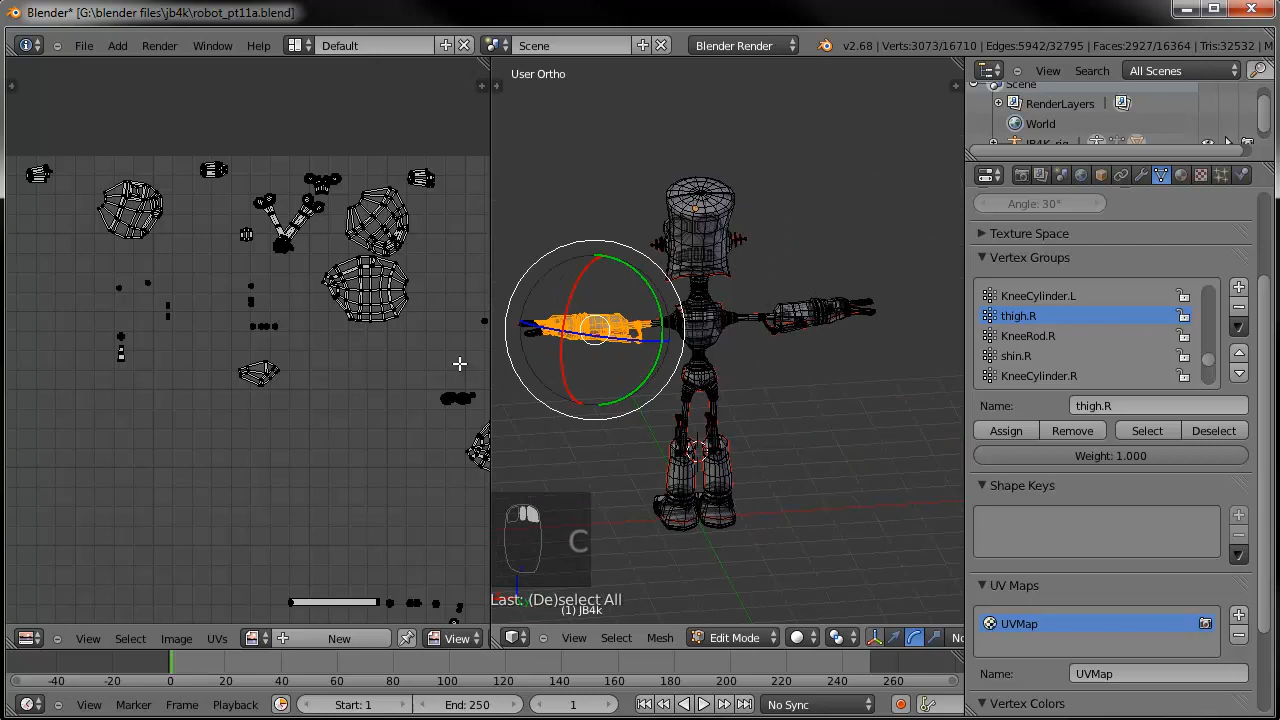 Blender* [G:\blender files\jb4k\robot_pt11a.blend]
File Add Render Window Help Default Scene Blender Render v2.68 | Verts:3073/16710 | Edges:5942/32795 | Faces:2927/16364 | Tris:32532 | M
User Ortho
View Search All Scenes
Scene
RenderLayers
World
JB4K_rig
Angle: 30°
Texture Space
Vertex Groups
KneeCylinder.L
thigh.R
KneeRod.R
shin.R
KneeCylinder.R
Name: thigh.R
Assign Remove Select Deselect
Weight: 1.000
Shape Keys
UV Maps
UVMap
Name: UVMap
Vertex Colors
C
Last: (De)select All
(1) JB4k
View Select Image UVs New View
View Select Mesh Edit Mode No
-40 -20 0 20 40 60 80 100 120 140 160 180 200 220 240 260
View Marker Frame Playback Start: 1 End: 250 1 No Sync